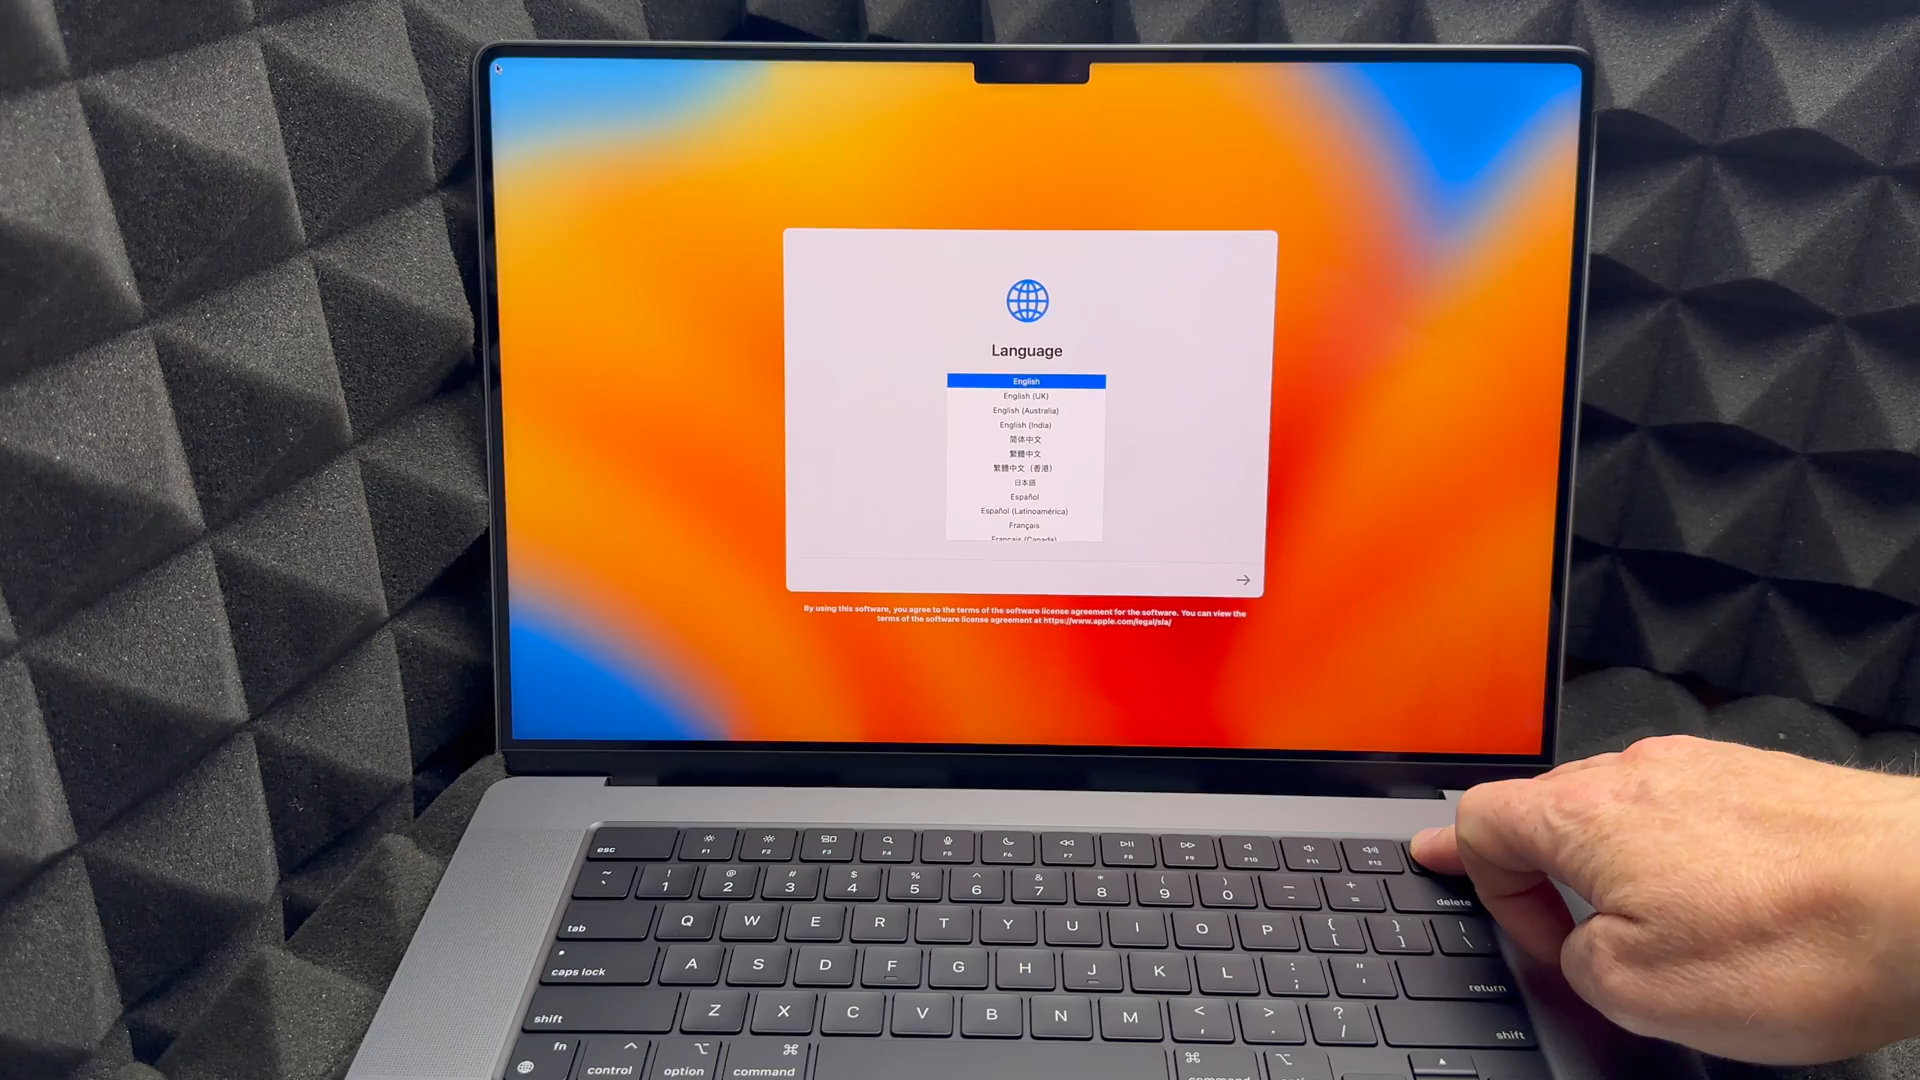 Language
English
English (UK)
English (Australia)
English (India)
简体中文
繁體中文
繁體中文（香港）
日本語
Español
Español (Latinoamérica)
Français
Français (Canada)
By using this software, you agree to the terms of the software license agreement for the software. You can view the
terms of the software license agreement at https://www.apple.com/legal/sla/
esc F1 F2 F3 F4 F5 F6 F7 F8 F9 F10 F11 F12
~ ! @ # $ % ^ & * ( ) _ +
` 1 2 3 4 5 6 7 8 9 0 - = delete
tab Q W E R T Y U I O P { [ } ] | \
caps lock A S D F G H J K L : ; " ' return
shift Z X C V B N M < , > . ? / shift
fn control option command command